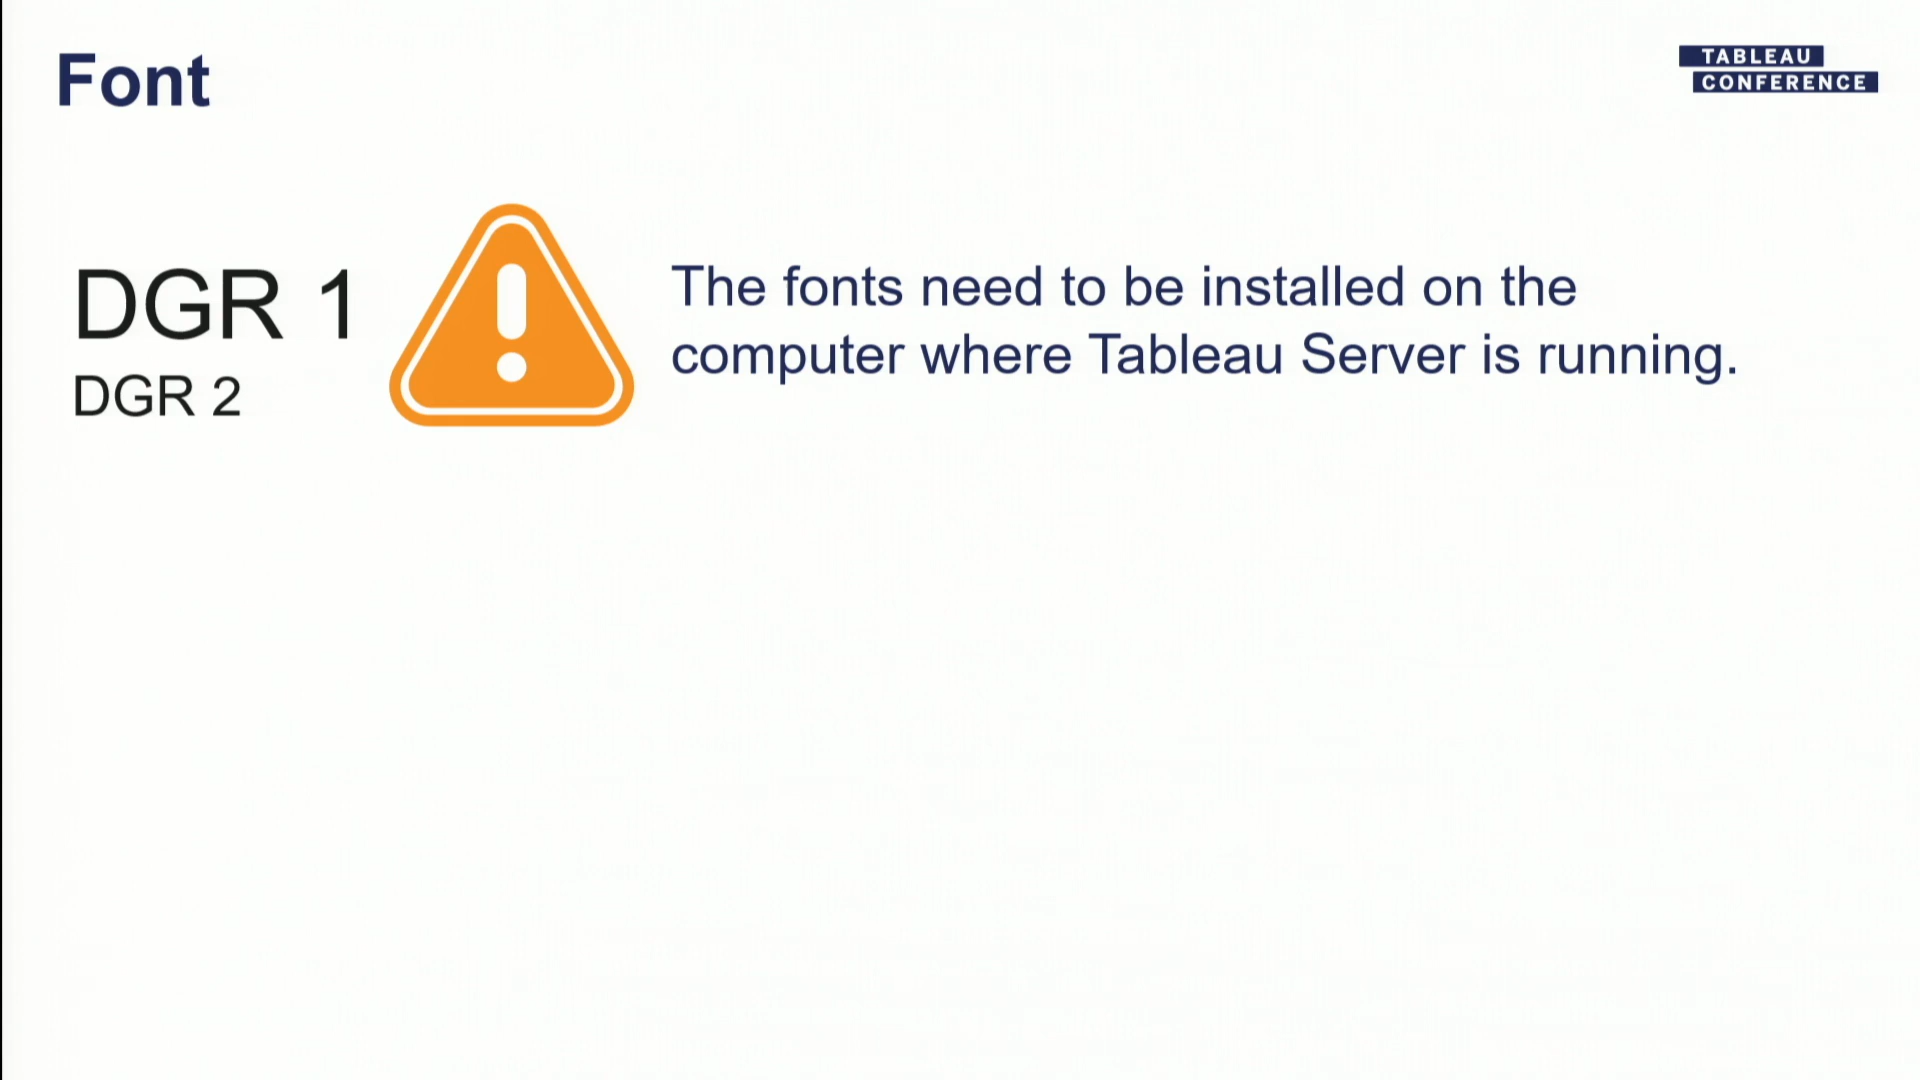 Font
TABLEAU
CONFERENCE
DGR 1
DGR 2
The fonts need to be installed on the
computer where Tableau Server is running.